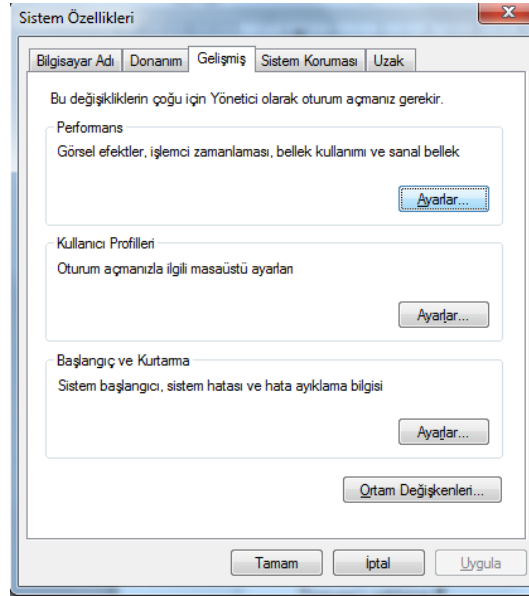 Sistem Özellikleri
Bilgisayar Adı Donanım Gelişmiş Sistem Koruması Uzak
Bu değişikliklerin çoğu için Yönetici olarak oturum açmanız gerekir.
Performans
Görsel efektler, işlemci zamanlaması, bellek kullanımı ve sanal bellek
Ayarlar...
Kullanıcı Profilleri
Oturum açmanızla ilgili masaüstü ayarları
Ayarlar...
Başlangıç ve Kurtarma
Sistem başlangıcı, sistem hatası ve hata ayıklama bilgisi
Ayarlar...
Ortam Değişkenleri...
Tamam İptal Uygula